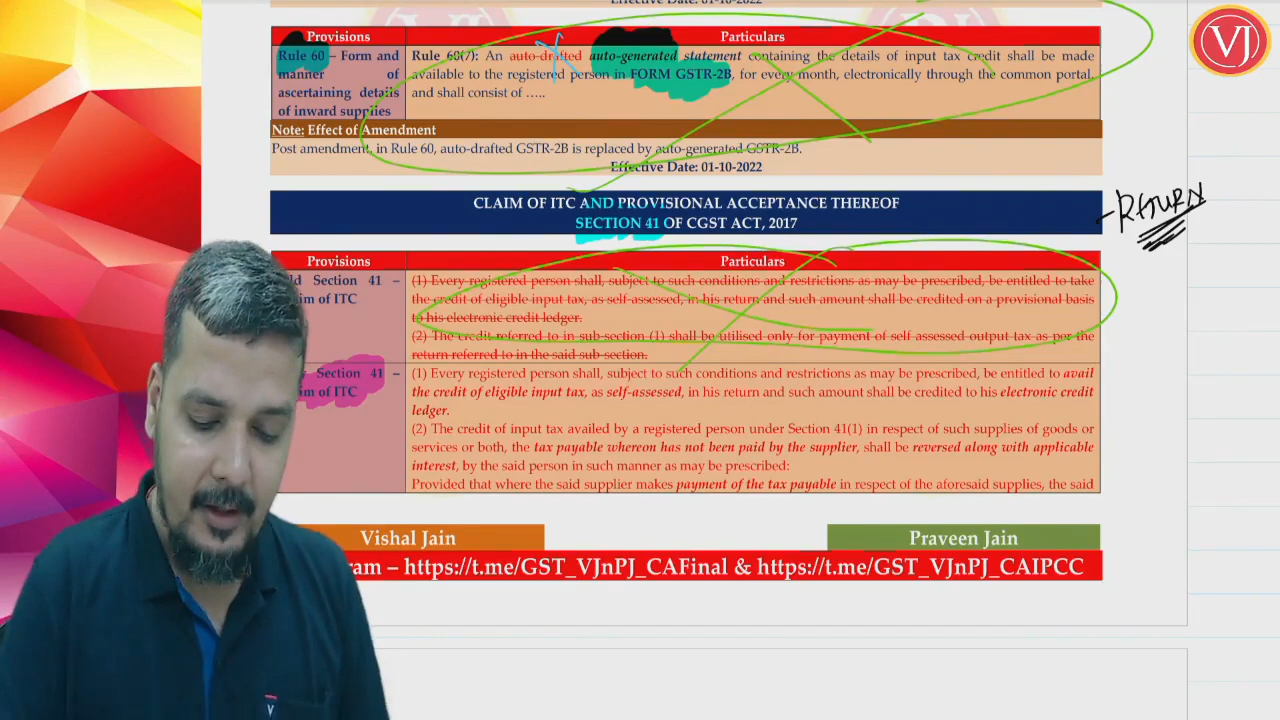 Effective Date: 01-10-2022
VJ
Provisions Particulars
Rule 60 – Form and manner of ascertaining details of inward supplies
Rule 60(7): An auto-drafted auto-generated statement containing the details of input tax credit shall be made
available to the registered person in FORM GSTR-2B, for every month, electronically through the common portal,
and shall consist of …..
Note: Effect of Amendment
Post amendment, in Rule 60, auto-drafted GSTR-2B is replaced by auto-generated GSTR-2B.
Effective Date: 01-10-2022
CLAIM OF ITC AND PROVISIONAL ACCEPTANCE THEREOF
SECTION 41 OF CGST ACT, 2017
- RETURN
Provisions Particulars
Section 41 –
of ITC
(1) Every registered person shall, subject to such conditions and restrictions as may be prescribed, be entitled to take
the credit of eligible input tax, as self-assessed, in his return and such amount shall be credited on a provisional basis
to his electronic credit ledger.
(2) The credit referred to in sub-section (1) shall be utilised only for payment of self assessed output tax as per the
return referred to in the said sub-section.
Section 41 –
of ITC
(1) Every registered person shall, subject to such conditions and restrictions as may be prescribed, be entitled to avail
the credit of eligible input tax, as self-assessed, in his return and such amount shall be credited to his electronic credit
ledger.
(2) The credit of input tax availed by a registered person under Section 41(1) in respect of such supplies of goods or
services or both, the tax payable whereon has not been paid by the supplier, shall be reversed along with applicable
interest, by the said person in such manner as may be prescribed:
Provided that where the said supplier makes payment of the tax payable in respect of the aforesaid supplies, the said
Vishal Jain Praveen Jain
– https://t.me/GST_VJnPJ_CAFinal & https://t.me/GST_VJnPJ_CAIPCC